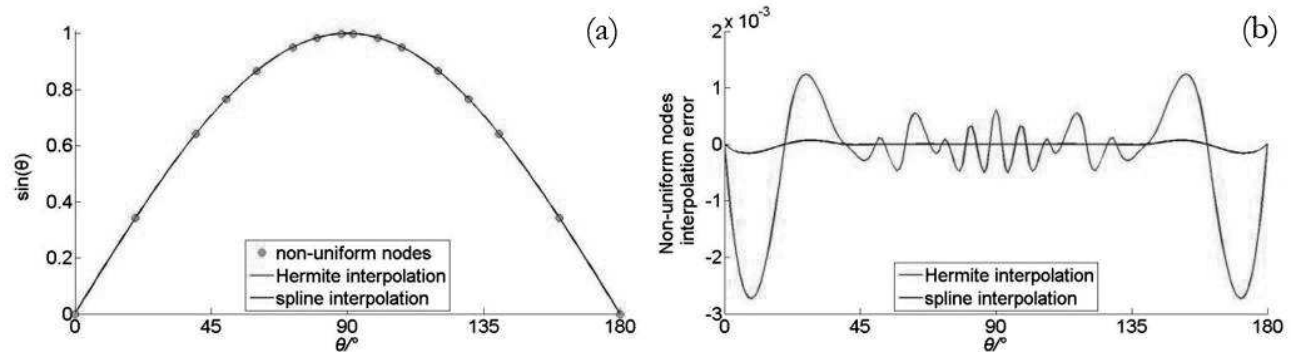 (a)
1
0.8
0.6
0.4
0.2
0
sin(θ)
non-uniform nodes
Hermite interpolation
spline interpolation
0
45
90
135
180
θ/°
(b)
2
× 10⁻³
1
0
-1
-2
-3
Non-uniform nodes
interpolation error
Hermite interpolation
spline interpolation
0
45
90
135
180
θ/°